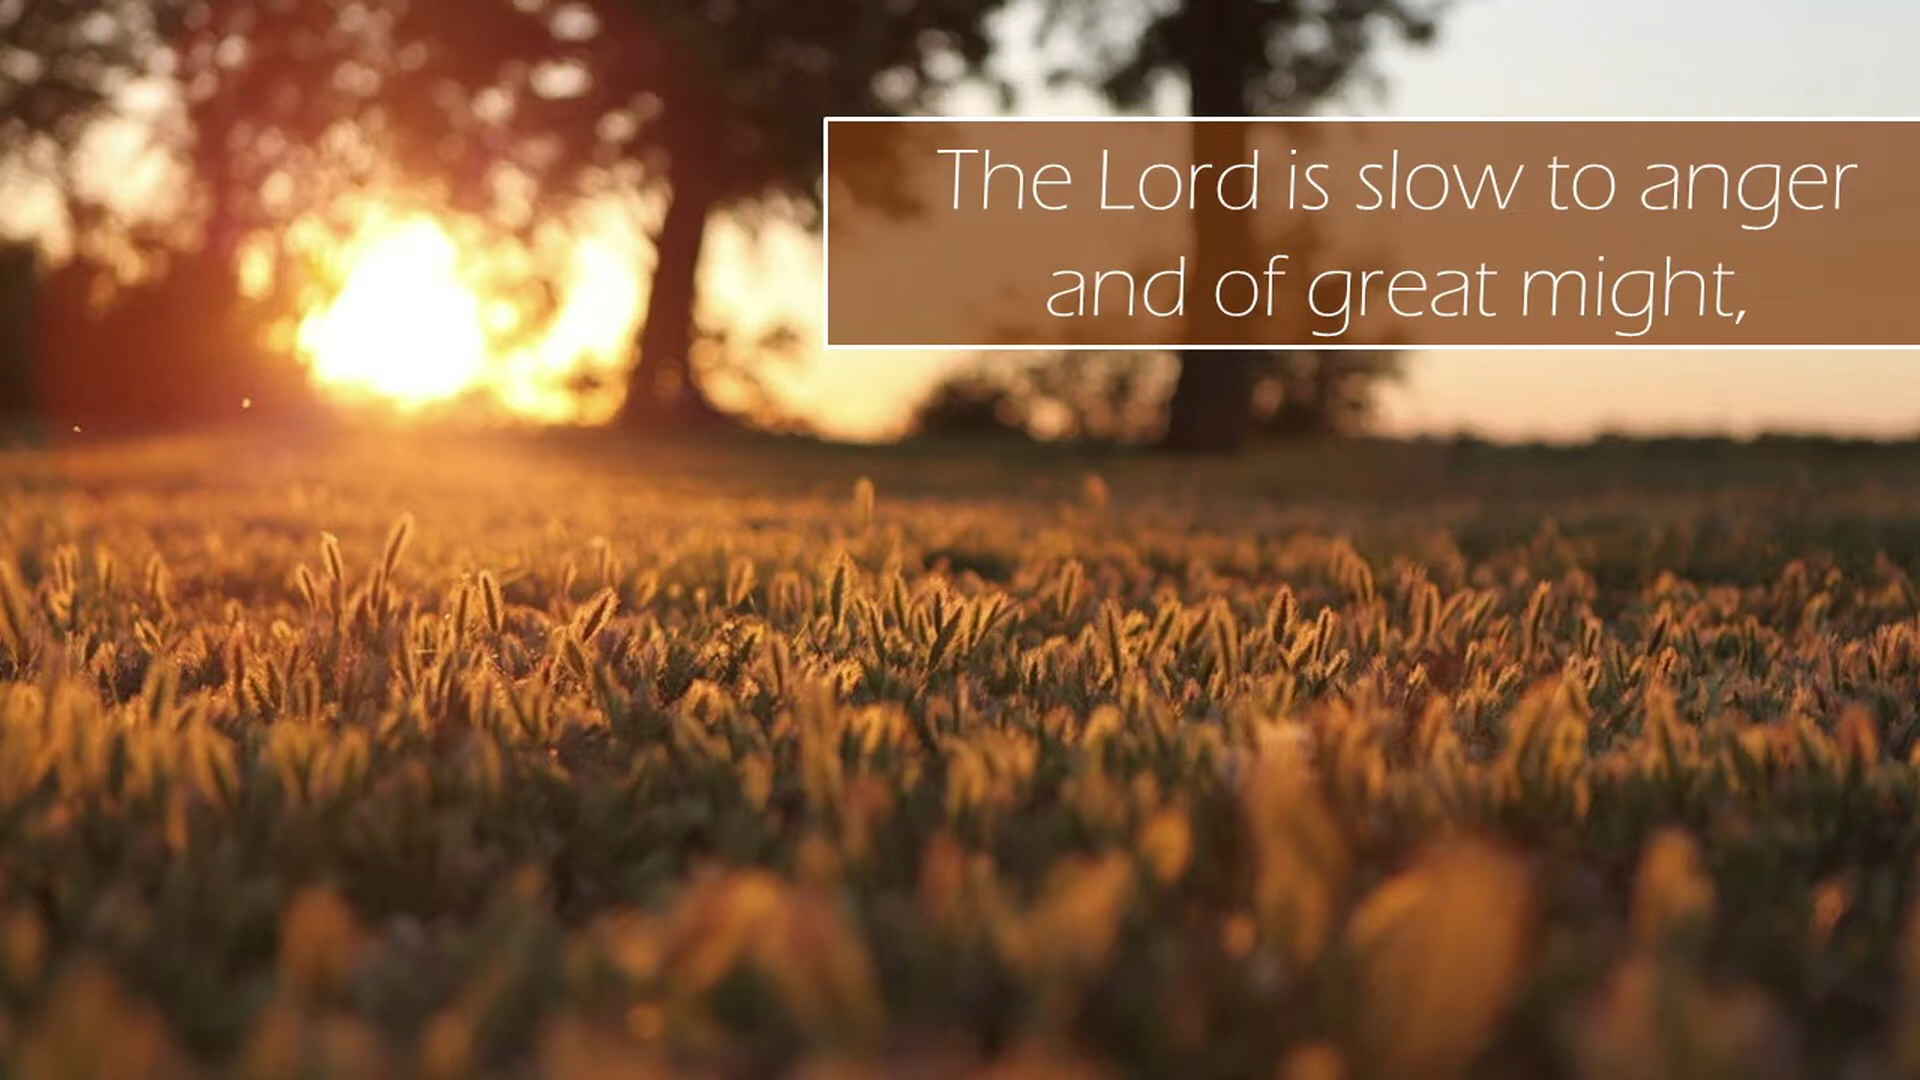 The Lord is slow to anger
and of great might,